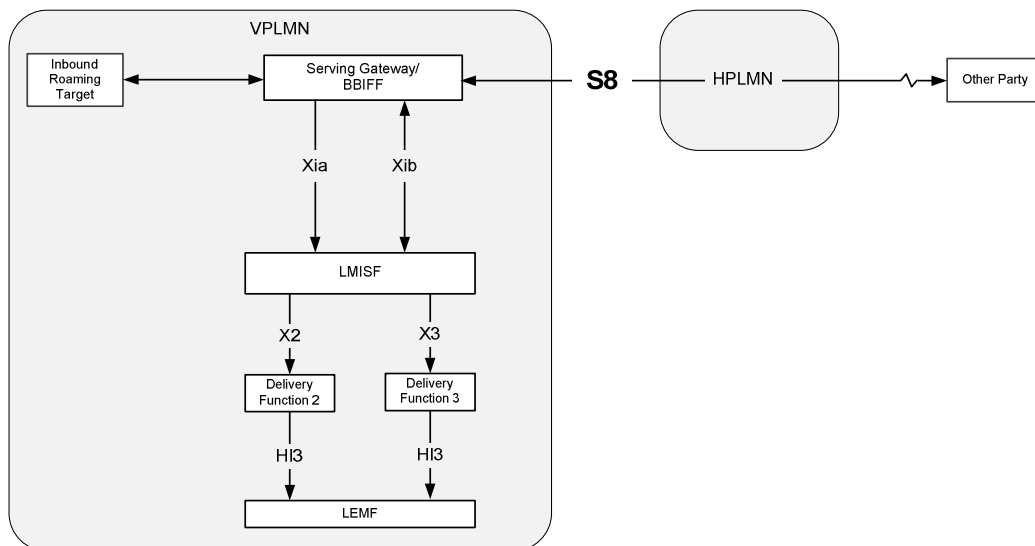 VPLMN
Inbound
Roaming
Target
Serving Gateway/
BBIFF
S8
HPLMN
Other Party
Xia
Xib
LMISF
X2
X3
Delivery
Function 2
Delivery
Function 3
HI3
HI3
LEMF